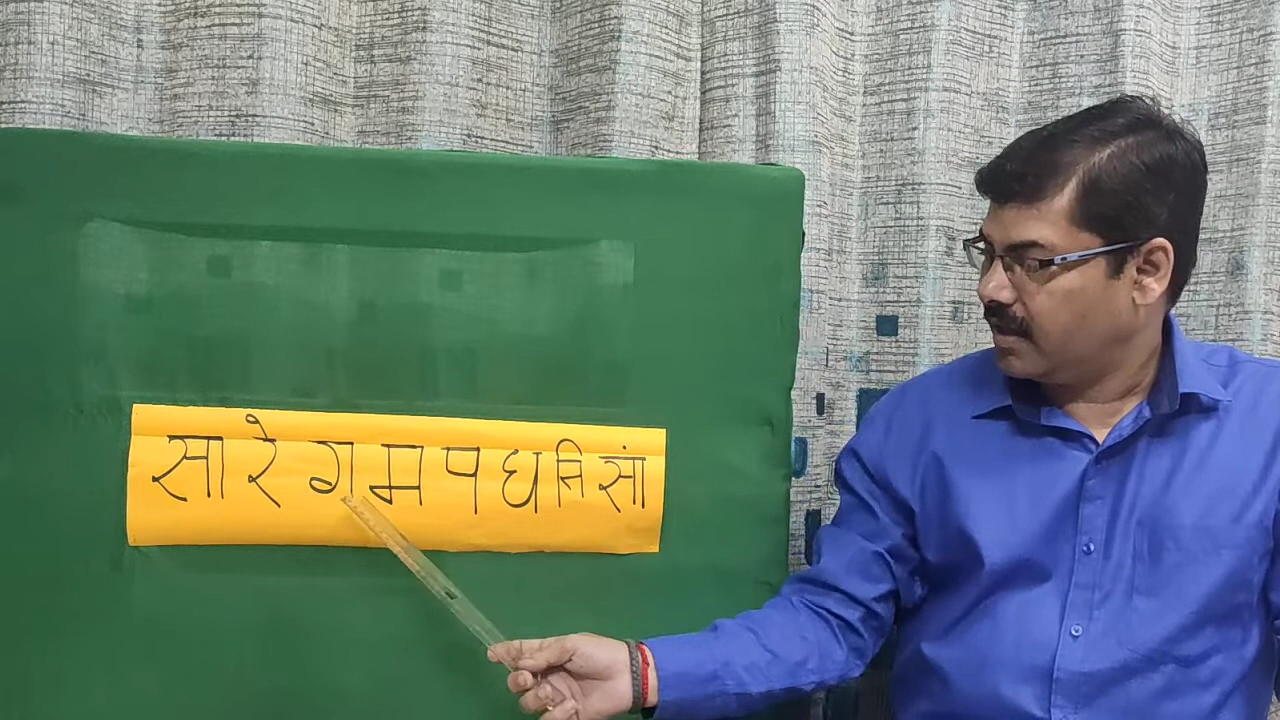 सा रे ग म प ध नि सां